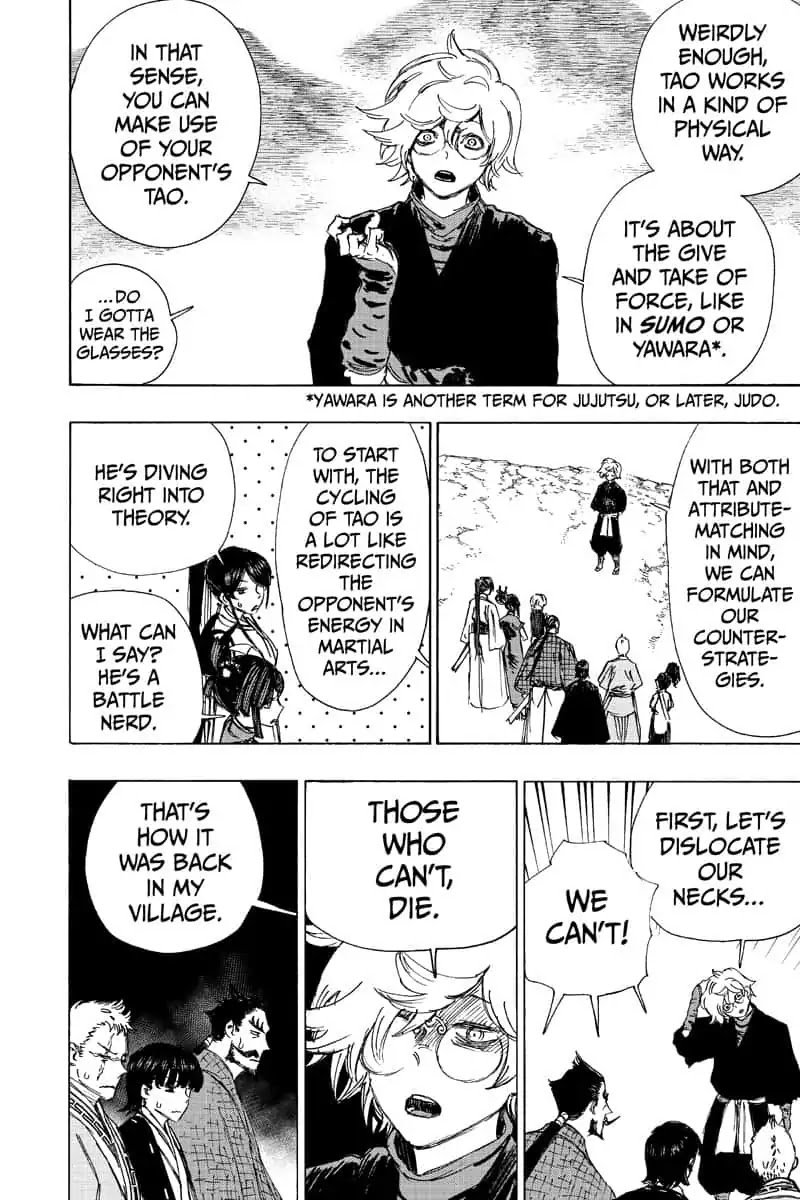 WEIRDLY
ENOUGH,
TAO WORKS
IN A KIND OF
PHYSICAL
WAY.
IT'S ABOUT
THE GIVE
AND TAKE OF
FORCE, LIKE
IN SUMO OR
YAWARA*.
IN THAT
SENSE,
YOU CAN
MAKE USE
OF YOUR
OPPONENT'S
TAO.
...DO
I GOTTA
WEAR THE
GLASSES?
*YAWARA IS ANOTHER TERM FOR JUJUTSU, OR LATER, JUDO.
WITH BOTH
THAT AND
ATTRIBUTE-
MATCHING
IN MIND,
WE CAN
FORMULATE
OUR
COUNTER-
STRATE-
GIES.
TO START
WITH, THE
CYCLING
OF TAO IS
A LOT LIKE
REDIRECTING
THE
OPPONENT'S
ENERGY IN
MARTIAL
ARTS...
HE'S DIVING
RIGHT INTO
THEORY.
WHAT CAN
I SAY?
HE'S A
BATTLE
NERD.
FIRST, LET'S
DISLOCATE
OUR
NECKS...
WE
CAN'T!
THOSE
WHO
CAN'T,
DIE.
THAT'S
HOW IT
WAS BACK
IN MY
VILLAGE.